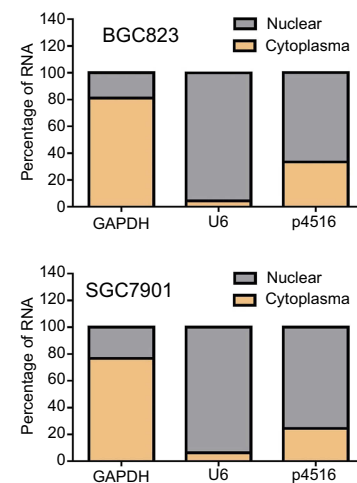 BGC823
Nuclear
Cytoplasma
Percentage of RNA
140
120
100
80
60
40
20
0
GAPDH U6 p4516
SGC7901
Nuclear
Cytoplasma
Percentage of RNA
140
120
100
80
60
40
20
0
GAPDH U6 p4516